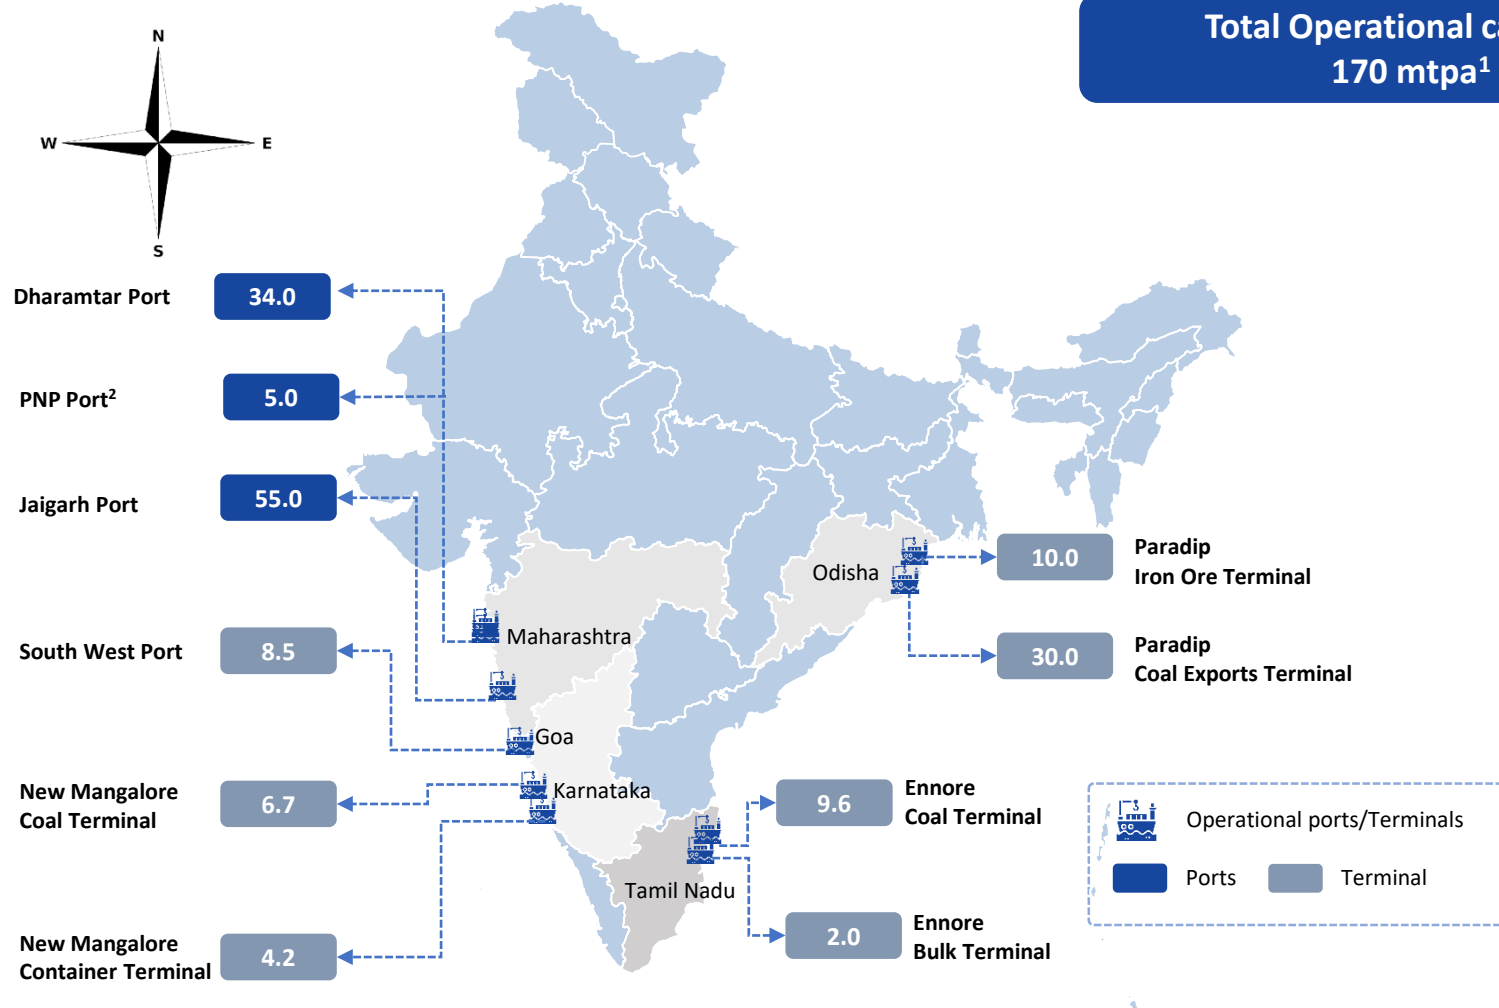 Total Operational ca
170 mtpa¹
N
W
E
S
Dharamtar Port
34.0
PNP Port²
5.0
Jaigarh Port
55.0
South West Port
8.5
New Mangalore
Coal Terminal
6.7
New Mangalore
Container Terminal
4.2
Maharashtra
Goa
Karnataka
Tamil Nadu
Odisha
10.0
Paradip
Iron Ore Terminal
30.0
Paradip
Coal Exports Terminal
9.6
Ennore
Coal Terminal
2.0
Ennore
Bulk Terminal
Operational ports/Terminals
Ports
Terminal